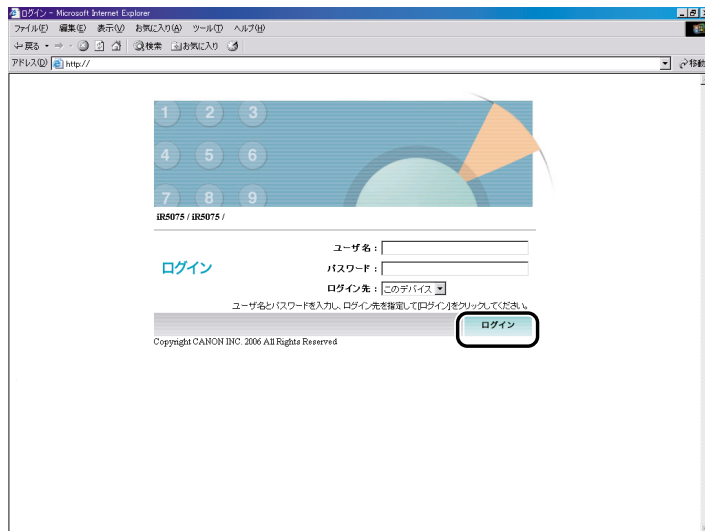 ログイン - Microsoft Internet Explorer
ファイル(F) 編集(E) 表示(V) お気に入り(A) ツール(T) ヘルプ(H)
戻る 検索 お気に入り
アドレス(D) http:// 移動
1 2 3
4 5 6
7 8 9
iR5075 / iR5075 /
ユーザ名 :
ログイン
パスワード :
ログイン先 : このデバイス
ユーザ名とパスワードを入力し、ログイン先を指定して[ログイン]をクリックしてください。
ログイン
Copyright CANON INC. 2006 All Rights Reserved